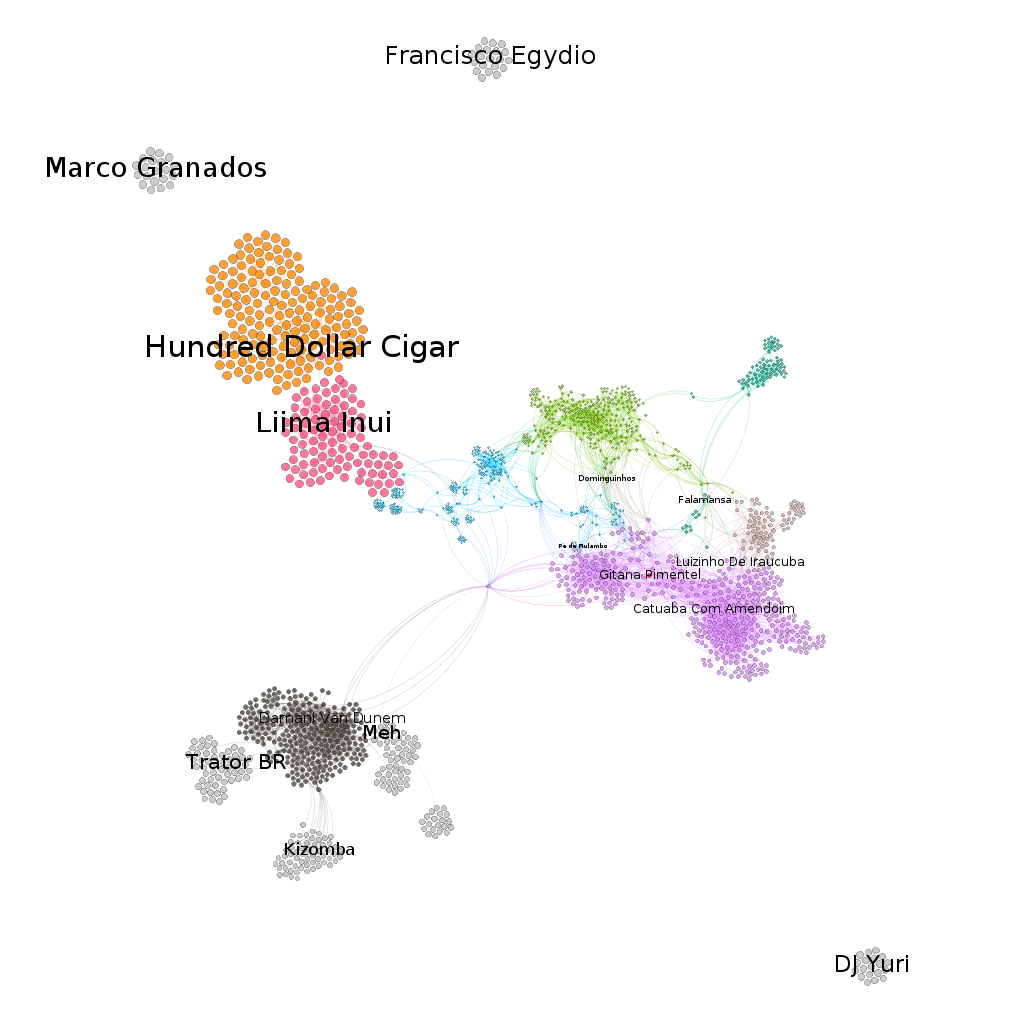 Francisco Egydio
Marco Granados
Hundred Dollar Cigar
Liima Inui
Dominguinhos
Falamansa
Pe de Mulambo
Luizinho De Iraucuba
Gitana Pimentel
Catuaba Com Amendoim
Damani Van Dunem
Meh
Trator BR
Kizomba
DJ Yuri